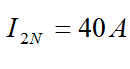 I₂N = 40 A